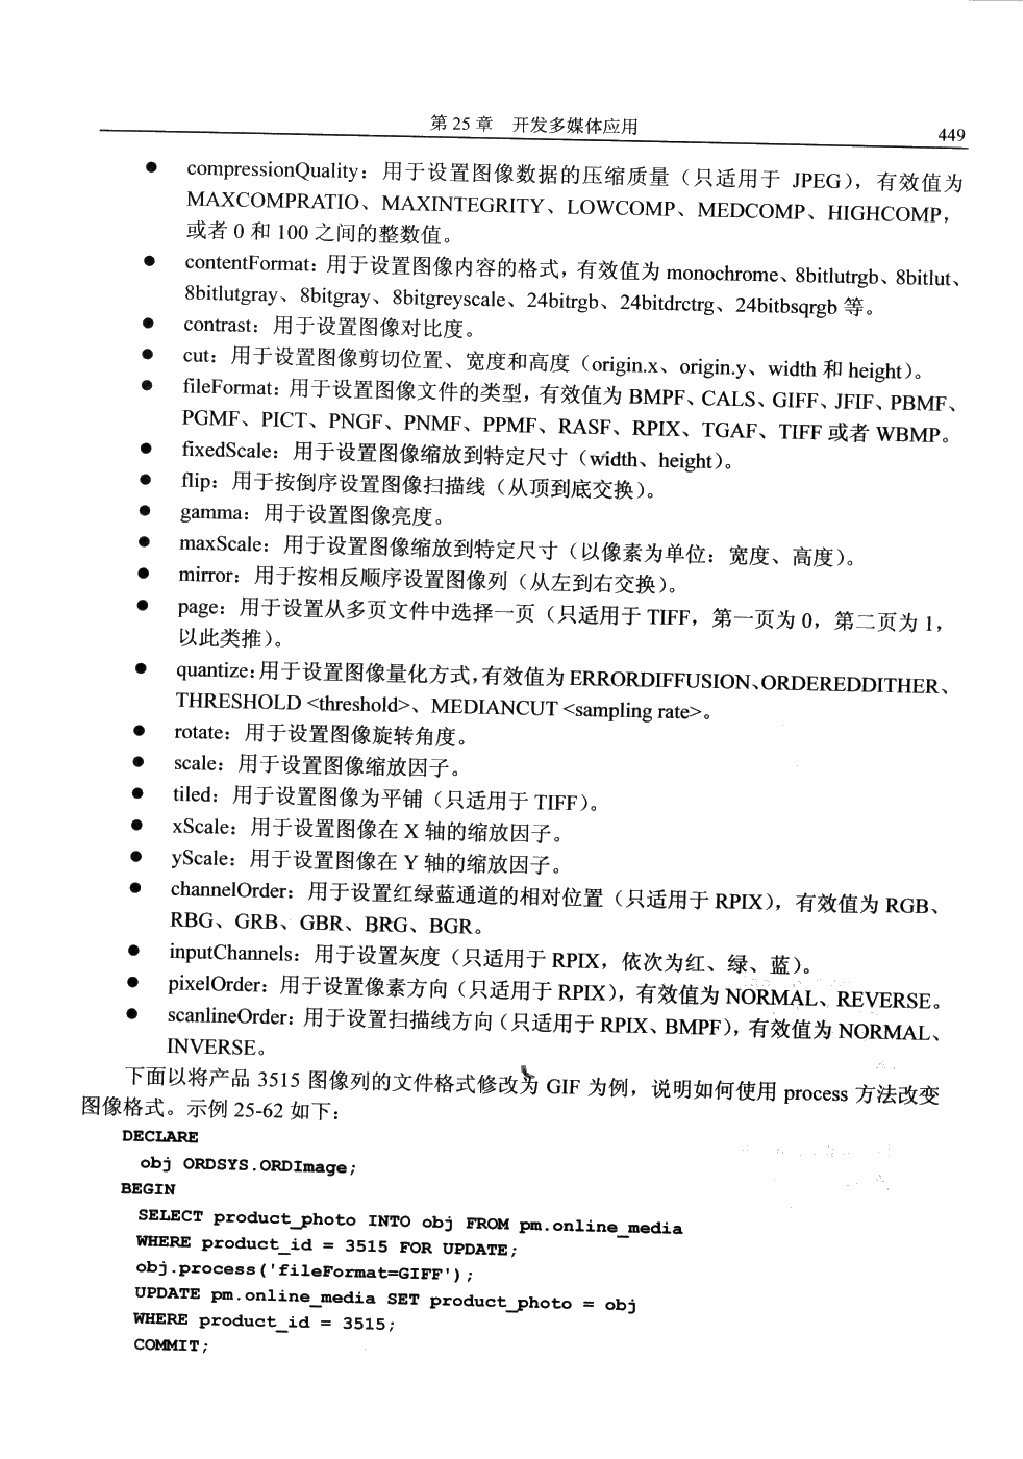 第 25 章　开发多媒体应用
449
● compressionQuality：用于设置图像数据的压缩质量（只适用于 JPEG），有效值为
MAXCOMPRATIO、MAXINTEGRITY、LOWCOMP、MEDCOMP、HIGHCOMP，
或者 0 和 100 之间的整数值。
● contentFormat：用于设置图像内容的格式，有效值为 monochrome、8bitlutrgb、8bitlut、
8bitlutgray、8bitgray、8bitgreyscale、24bitrgb、24bitdrctrg、24bitbsqrgb 等。
● contrast：用于设置图像对比度。
● cut：用于设置图像剪切位置、宽度和高度（origin.x、origin.y、width 和 height）。
● fileFormat：用于设置图像文件的类型，有效值为 BMPF、CALS、GIFF、JFIF、PBMF、
PGMF、PICT、PNGF、PNMF、PPMF、RASF、RPIX、TGAF、TIFF 或者 WBMP。
● fixedScale：用于设置图像缩放到特定尺寸（width、height）。
● flip：用于按倒序设置图像扫描线（从顶到底交换）。
● gamma：用于设置图像亮度。
● maxScale：用于设置图像缩放到特定尺寸（以像素为单位：宽度、高度）。
● mirror：用于按相反顺序设置图像列（从左到右交换）。
● page：用于设置从多页文件中选择一页（只适用于 TIFF，第一页为 0，第二页为 1，
以此类推）。
● quantize：用于设置图像量化方式，有效值为 ERRORDIFFUSION、ORDEREDDITHER、
THRESHOLD <threshold>、MEDIANCUT <sampling rate>。
● rotate：用于设置图像旋转角度。
● scale：用于设置图像缩放因子。
● tiled：用于设置图像为平铺（只适用于 TIFF）。
● xScale：用于设置图像在 X 轴的缩放因子。
● yScale：用于设置图像在 Y 轴的缩放因子。
● channelOrder：用于设置红绿蓝通道的相对位置（只适用于 RPIX），有效值为 RGB、
RBG、GRB、GBR、BRG、BGR。
● inputChannels：用于设置灰度（只适用于 RPIX，依次为红、绿、蓝）。
● pixelOrder：用于设置像素方向（只适用于 RPIX），有效值为 NORMAL、REVERSE。
● scanlineOrder：用于设置扫描线方向（只适用于 RPIX、BMPF），有效值为 NORMAL、
INVERSE。
下面以将产品 3515 图像列的文件格式修改为 GIF 为例，说明如何使用 process 方法改变
图像格式。示例 25-62 如下：
DECLARE
obj ORDSYS.ORDImage;
BEGIN
SELECT product_photo INTO obj FROM pm.online_media
WHERE product_id = 3515 FOR UPDATE;
obj.process('fileFormat=GIFF');
UPDATE pm.online_media SET product_photo = obj
WHERE product_id = 3515;
COMMIT;